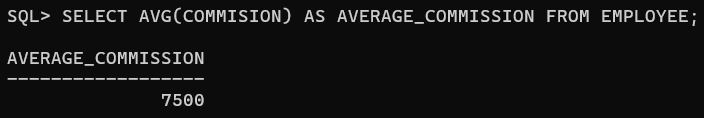 SQL> SELECT AVG(COMMISION) AS AVERAGE_COMMISSION FROM EMPLOYEE;
AVERAGE_COMMISSION
------------------
7500